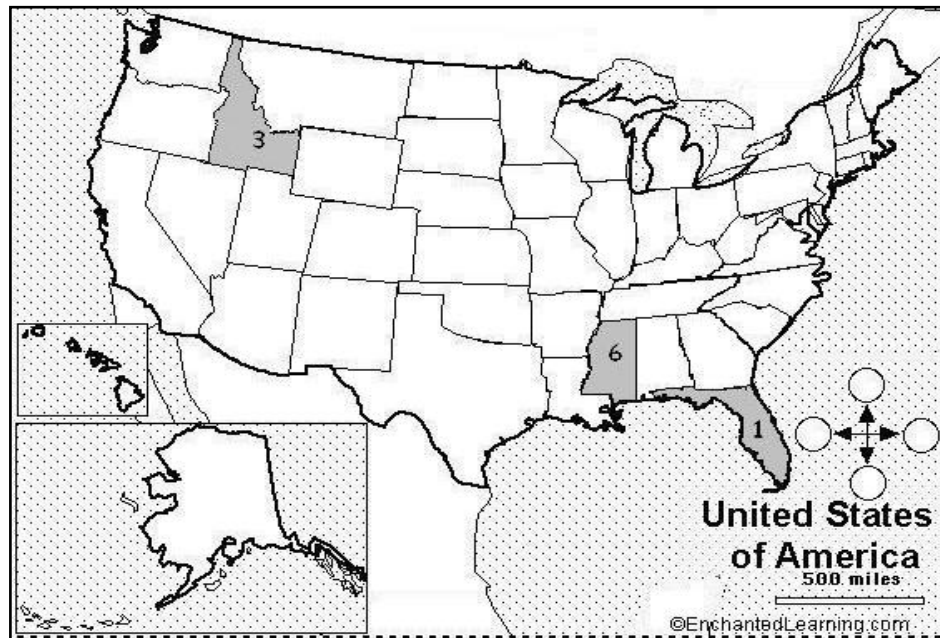 3
6
1
United States
of America
500 miles
©EnchantedLearning.com